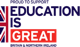 PROUD TO SUPPORT
EDUCATION
IS
GREAT
BRITAIN & NORTHERN IRELAND